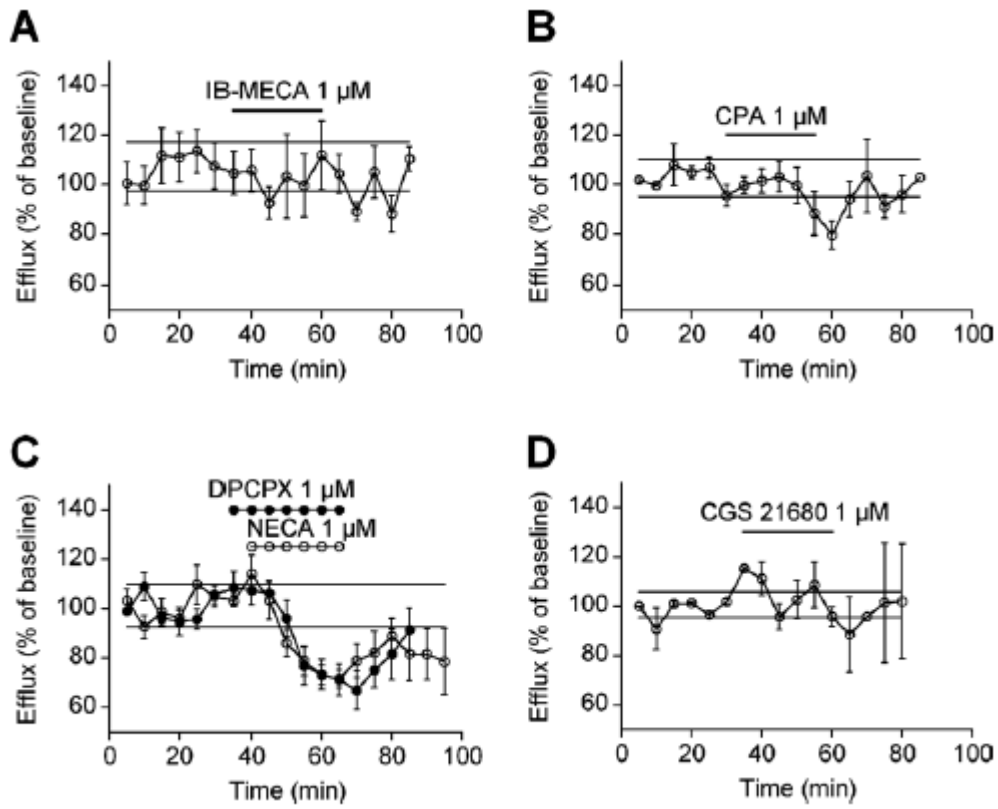 A
Efflux (% of baseline)
140
120
100
80
60
IB-MECA 1 µM
0 20 40 60 80 100
Time (min)
B
Efflux (% of baseline)
140
120
100
80
60
CPA 1 µM
0 20 40 60 80 100
Time (min)
C
Efflux (% of baseline)
140
120
100
80
60
DPCPX 1 µM
NECA 1 µM
0 20 40 60 80 100
Time (min)
D
Efflux (% of baseline)
140
120
100
80
60
CGS 21680 1 µM
0 20 40 60 80 100
Time (min)